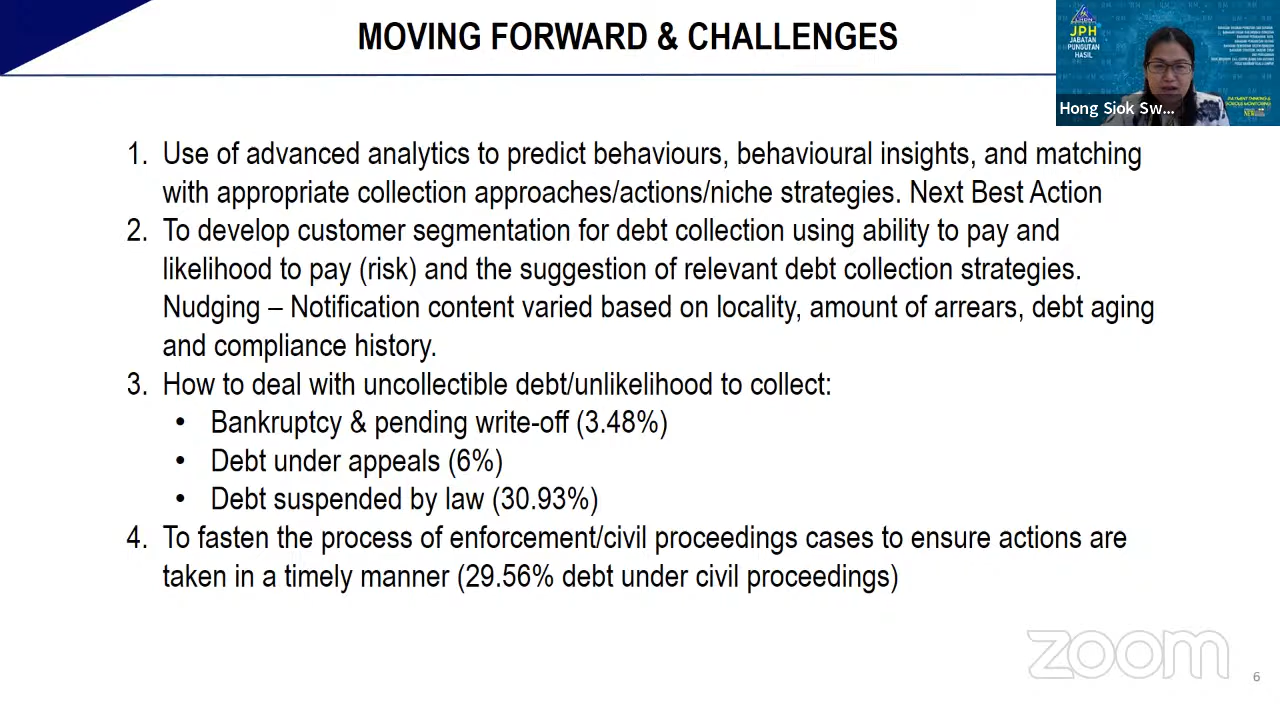 MOVING FORWARD & CHALLENGES
JPH
JABATAN
PUNGUTAN
HASIL
Hong Siok Sw...
1. Use of advanced analytics to predict behaviours, behavioural insights, and matching
with appropriate collection approaches/actions/niche strategies. Next Best Action
2. To develop customer segmentation for debt collection using ability to pay and
likelihood to pay (risk) and the suggestion of relevant debt collection strategies.
Nudging – Notification content varied based on locality, amount of arrears, debt aging
and compliance history.
3. How to deal with uncollectible debt/unlikelihood to collect:
• Bankruptcy & pending write-off (3.48%)
• Debt under appeals (6%)
• Debt suspended by law (30.93%)
4. To fasten the process of enforcement/civil proceedings cases to ensure actions are
taken in a timely manner (29.56% debt under civil proceedings)
zoom
6